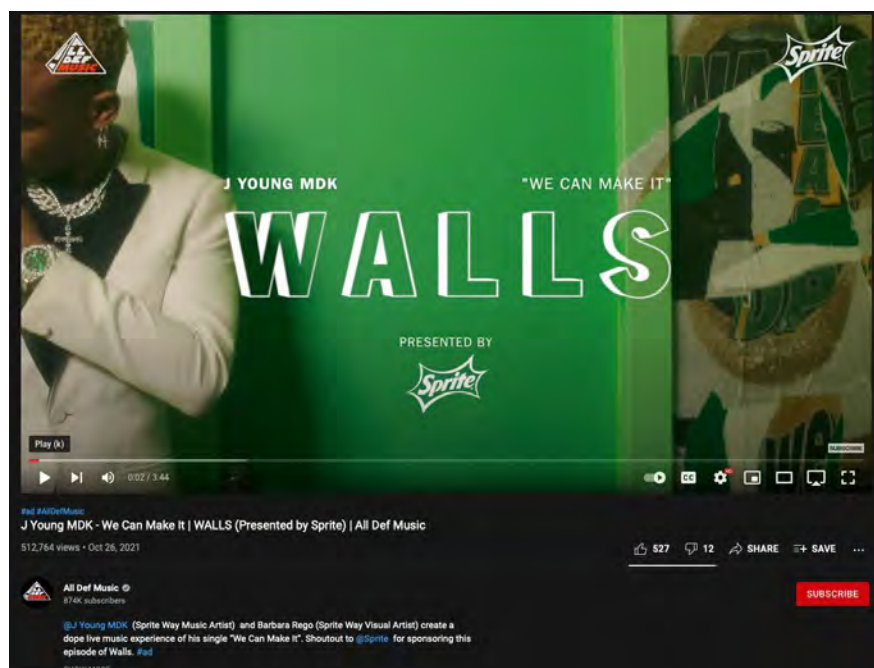 ALL
DEF
MUSIC
Sprite
J YOUNG MDK "WE CAN MAKE IT"
WALLS
PRESENTED BY
Sprite
Play (k)
SUBSCRIBE
0:02 / 3:44
CC
#ad #AllDefMusic
J Young MDK - We Can Make It | WALLS (Presented by Sprite) | All Def Music
512,764 views • Oct 26, 2021
527 12 SHARE SAVE ...
All Def Music
874K subscribers
SUBSCRIBE
@J Young MDK (Sprite Way Music Artist) and Barbara Rego (Sprite Way Visual Artist) create a
dope live music experience of his single "We Can Make It". Shoutout to @Sprite for sponsoring this
episode of Walls. #ad